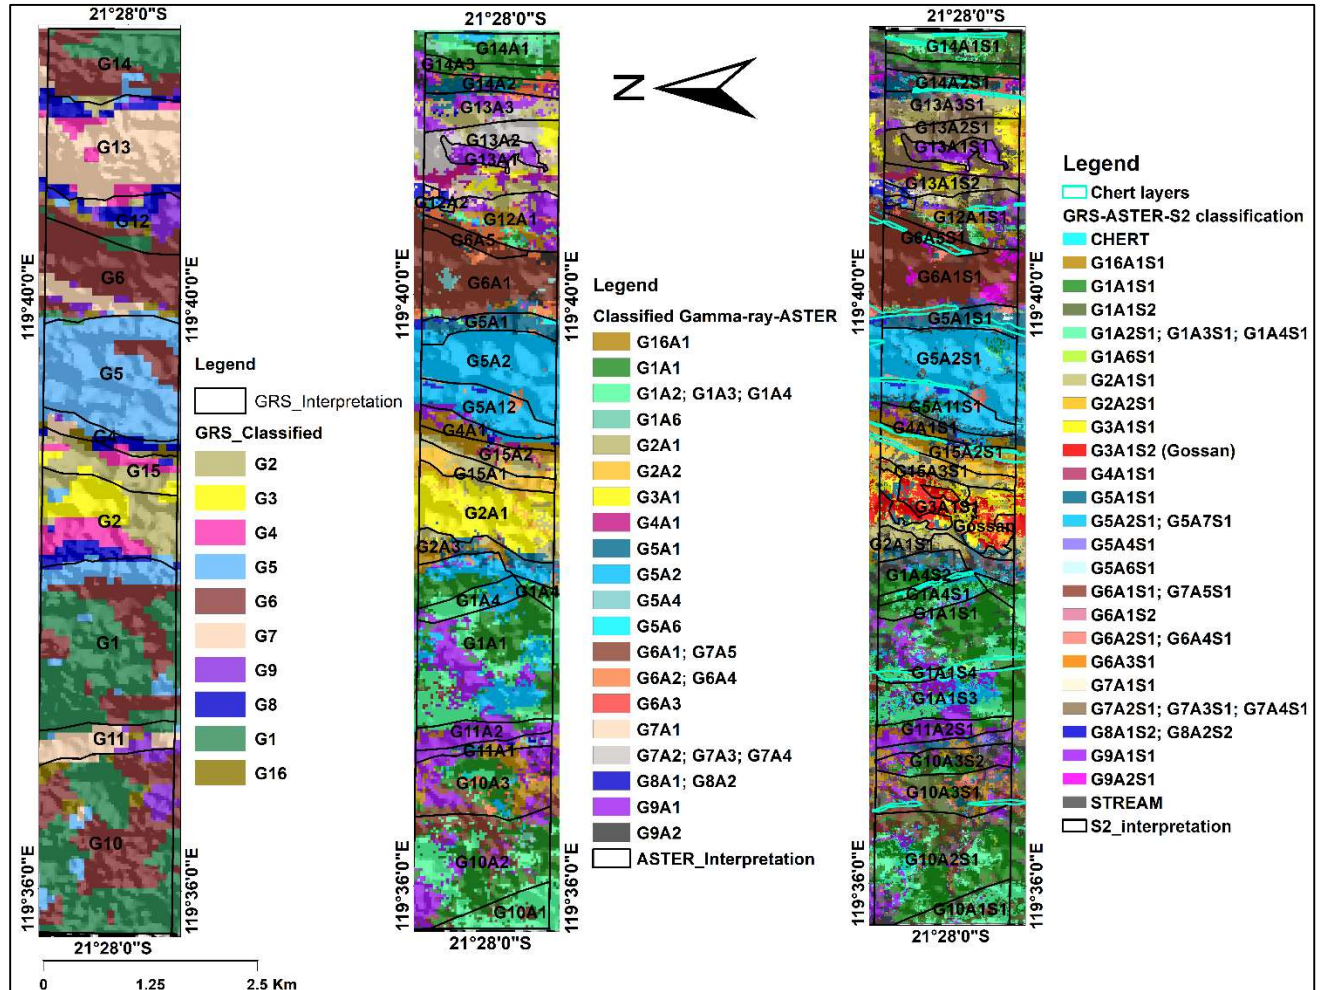 21°28'0"S
G14
G13
G12
G6
G5
G4
G15
G2
G1
G11
G10
119°40'0"E
119°40'0"E
119°36'0"E
119°36'0"E
21°28'0"S
0 1.25 2.5 Km
Legend
GRS_Interpretation
GRS_Classified
G2
G3
G4
G5
G6
G7
G9
G8
G1
G16
21°28'0"S
G14A1
G14A3
G14A2
G13A3
G13A2
G13A1
G12A2
G12A1
G6A5
G6A1
G5A1
G5A2
G5A12
G4A1
G15A2
G15A1
G2A1
G2A3
G1A4
G1A4
G1A1
G11A2
G11A1
G10A3
G10A2
G10A1
119°40'0"E
119°36'0"E
21°28'0"S
N
Legend
Classified Gamma-ray-ASTER
G16A1
G1A1
G1A2; G1A3; G1A4
G1A6
G2A1
G2A2
G3A1
G4A1
G5A1
G5A2
G5A4
G5A6
G6A1; G7A5
G6A2; G6A4
G6A3
G7A1
G7A2; G7A3; G7A4
G8A1; G8A2
G9A1
G9A2
ASTER_Interpretation
21°28'0"S
G14A1S1
G14A2S1
G13A3S1
G13A2S1
G13A1S1
G13A1S2
G12A1S1
G6A5S1
G6A1S1
G5A1S1
G5A2S1
G5A11S1
G4A1S1
G15A2S1
G15A3S1
G3A1S1
Gossan
G2A1S1
G1A4S2
G1A4S1
G1A1S1
G1A1S4
G1A1S3
G11A2S1
G10A3S2
G10A3S1
G10A2S1
G10A1S1
119°40'0"E
119°40'0"E
119°36'0"E
119°36'0"E
21°28'0"S
Legend
Chert layers
GRS-ASTER-S2 classification
CHERT
G16A1S1
G1A1S1
G1A1S2
G1A2S1; G1A3S1; G1A4S1
G1A6S1
G2A1S1
G2A2S1
G3A1S1
G3A1S2 (Gossan)
G4A1S1
G5A1S1
G5A2S1; G5A7S1
G5A4S1
G5A6S1
G6A1S1; G7A5S1
G6A1S2
G6A2S1; G6A4S1
G6A3S1
G7A1S1
G7A2S1; G7A3S1; G7A4S1
G8A1S2; G8A2S2
G9A1S1
G9A2S1
STREAM
S2_interpretation